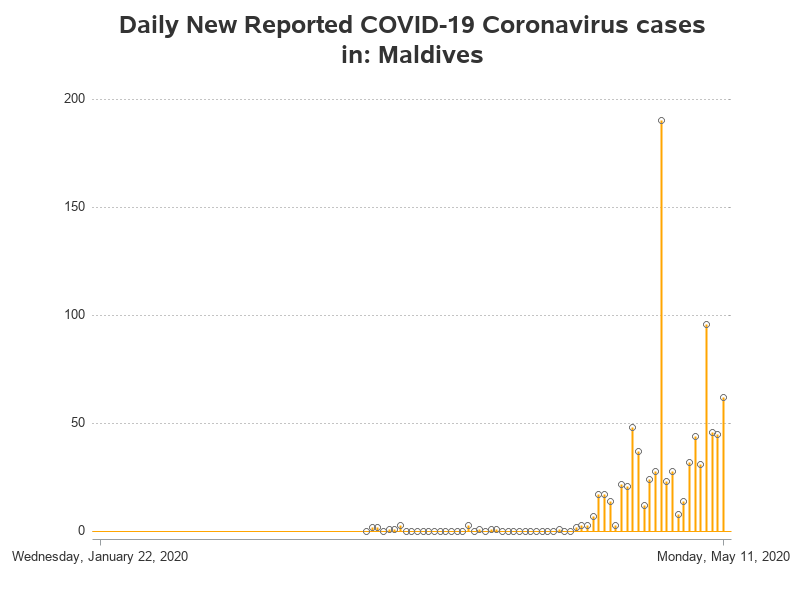 Daily New Reported COVID-19 Coronavirus cases
in: Maldives
200
150
100
50
0
Wednesday, January 22, 2020
Monday, May 11, 2020